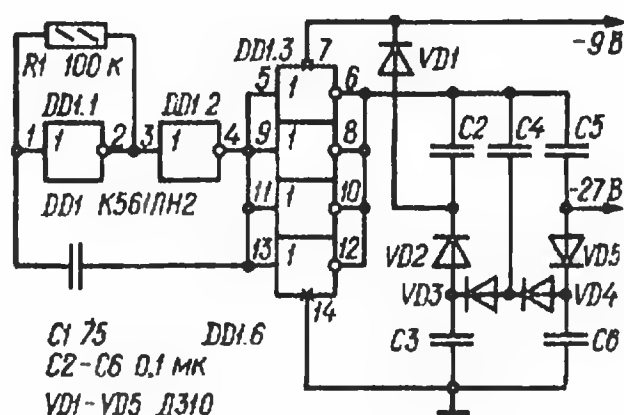 DD1.3 7
R1 100 к
5 6
VD1
-9 В
DD1.1
DD1.2
1 1 2 3 1 4
1
9 1 8
C2 C4 C5
DD1 К561ЛН2
11 1 10
-27В
13 1 12
VD2
VD5
VD3
VD4
14
C1 75
DD1.6
C3
C6
C2-C6 0,1 мк
VD1-VD5 Д310